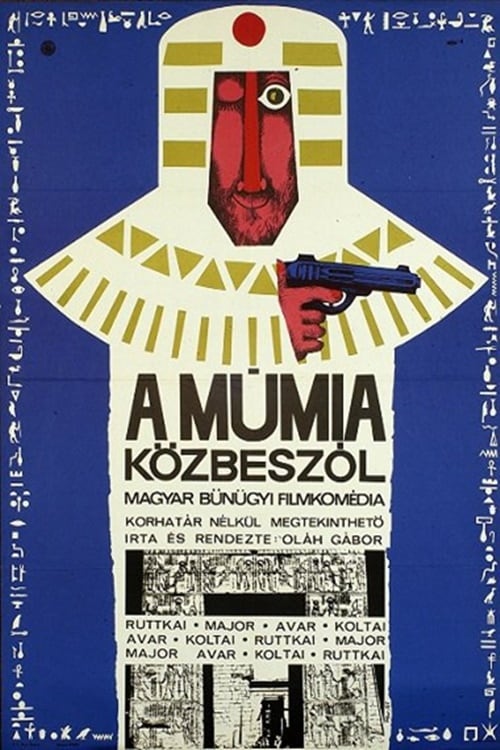 A MÚMIA
KÖZBESZÓL
MAGYAR BŰNÜGYI FILMKOMÉDIA
KORHATÁR NÉLKÜL MEGTEKINTHETŐ
IRTA ÉS RENDEZTE: OLÁH GÁBOR
RUTTKAI • MAJOR • AVAR • KOLTAI
AVAR • KOLTAI • RUTTKAI • MAJOR
MAJOR AVAR • KOLTAI • RUTTKAI